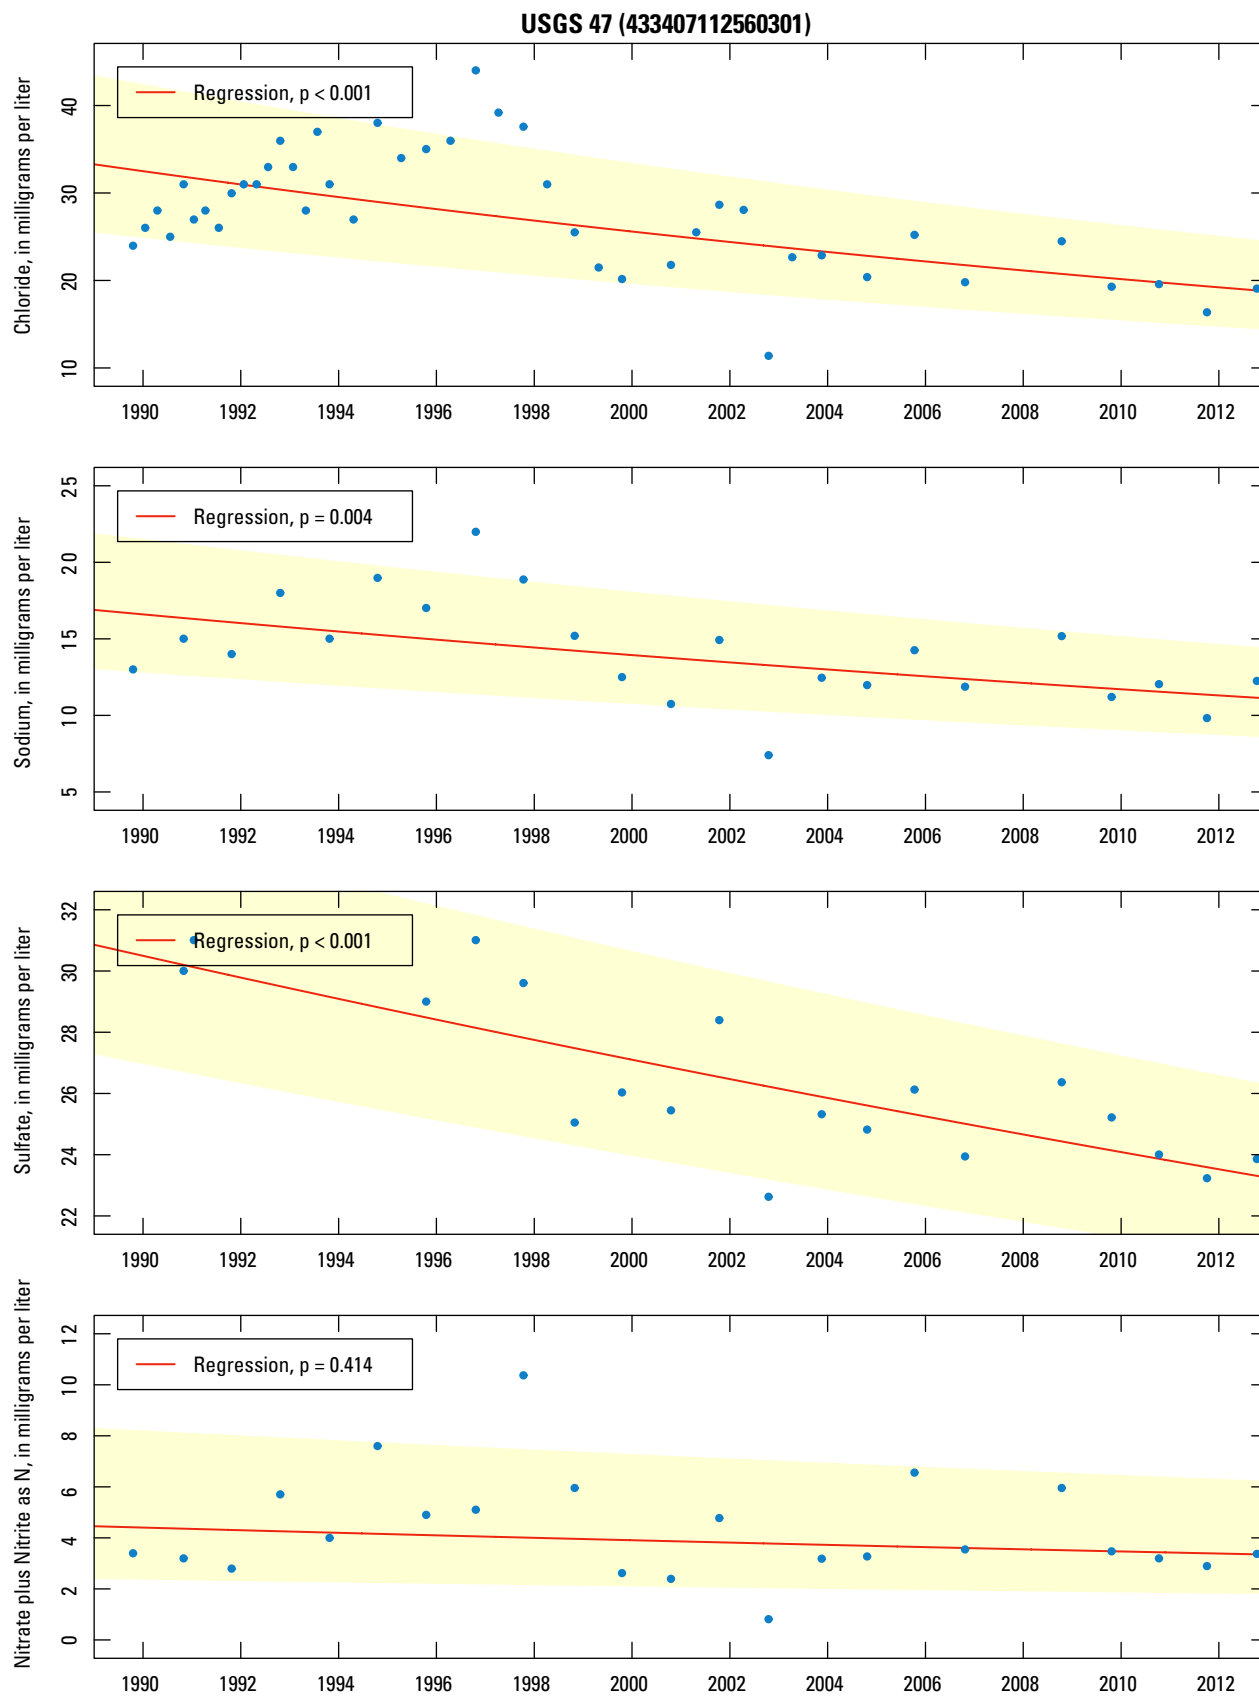 USGS 47 (433407112560301)
Chloride, in milligrams per liter
40
30
20
10
Regression, p < 0.001
1990 1992 1994 1996 1998 2000 2002 2004 2006 2008 2010 2012
Sodium, in milligrams per liter
25
20
15
10
5
Regression, p = 0.004
1990 1992 1994 1996 1998 2000 2002 2004 2006 2008 2010 2012
Sulfate, in milligrams per liter
32
30
28
26
24
22
Regression, p < 0.001
1990 1992 1994 1996 1998 2000 2002 2004 2006 2008 2010 2012
Nitrate plus Nitrite as N, in milligrams per liter
12
10
8
6
4
2
0
Regression, p = 0.414
1990 1992 1994 1996 1998 2000 2002 2004 2006 2008 2010 2012